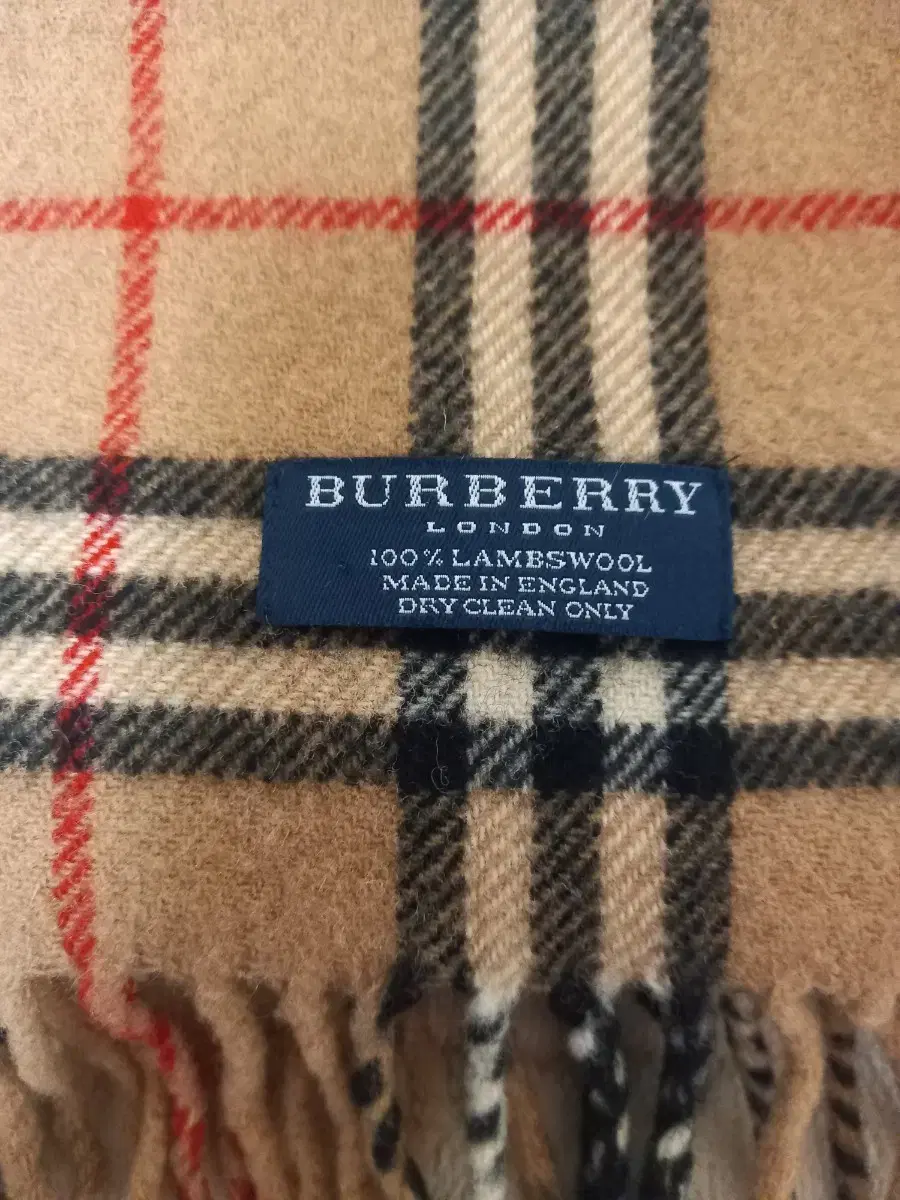 BURBERRY
LONDON
100% LAMBSWOOL
MADE IN ENGLAND
DRY CLEAN ONLY